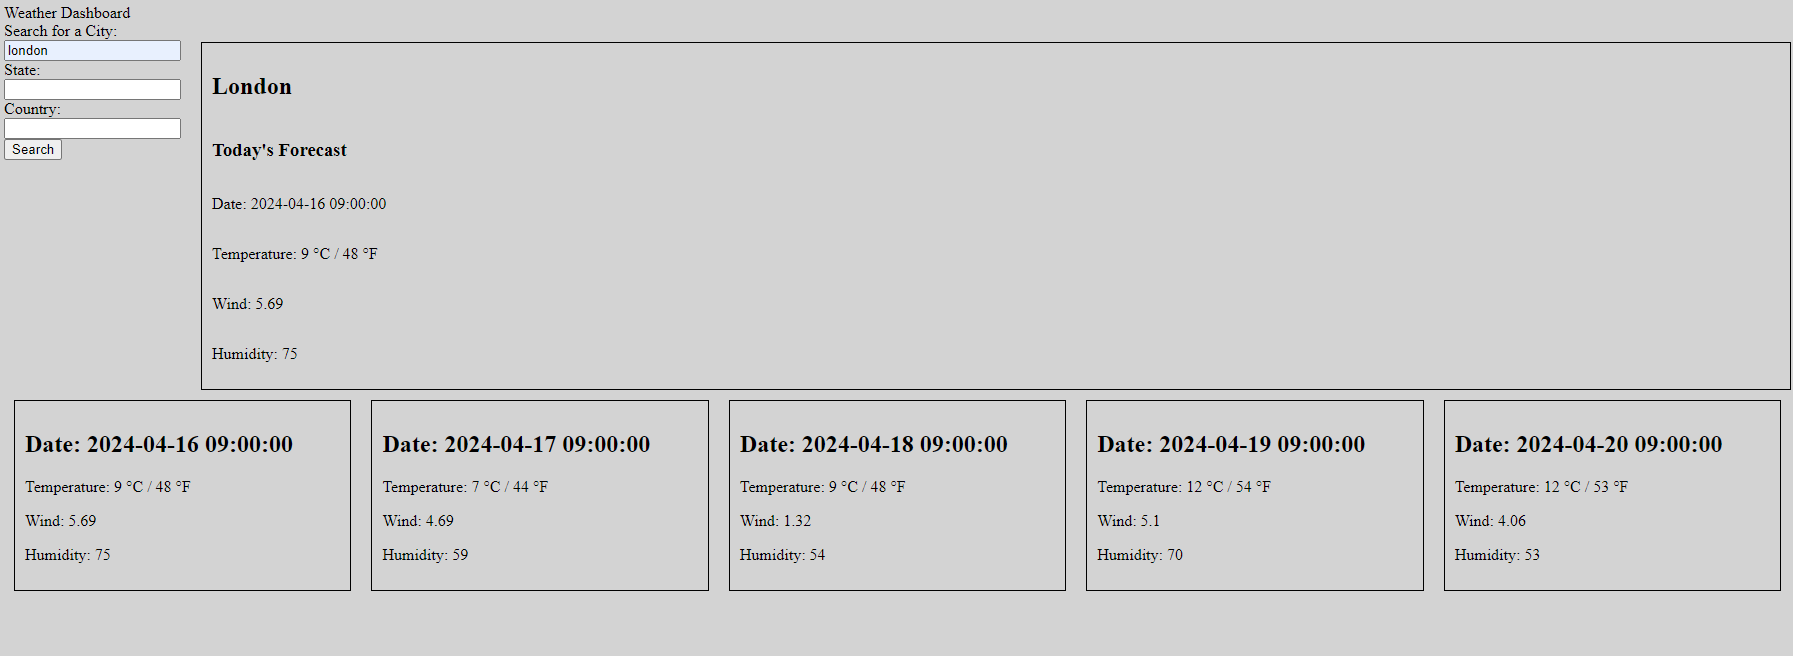 Weather Dashboard
Search for a City:
london
State:
Country:
Search
London
Today's Forecast
Date: 2024-04-16 09:00:00
Temperature: 9 °C / 48 °F
Wind: 5.69
Humidity: 75
Date: 2024-04-16 09:00:00
Temperature: 9 °C / 48 °F
Wind: 5.69
Humidity: 75
Date: 2024-04-17 09:00:00
Temperature: 7 °C / 44 °F
Wind: 4.69
Humidity: 59
Date: 2024-04-18 09:00:00
Temperature: 9 °C / 48 °F
Wind: 1.32
Humidity: 54
Date: 2024-04-19 09:00:00
Temperature: 12 °C / 54 °F
Wind: 5.1
Humidity: 70
Date: 2024-04-20 09:00:00
Temperature: 12 °C / 53 °F
Wind: 4.06
Humidity: 53